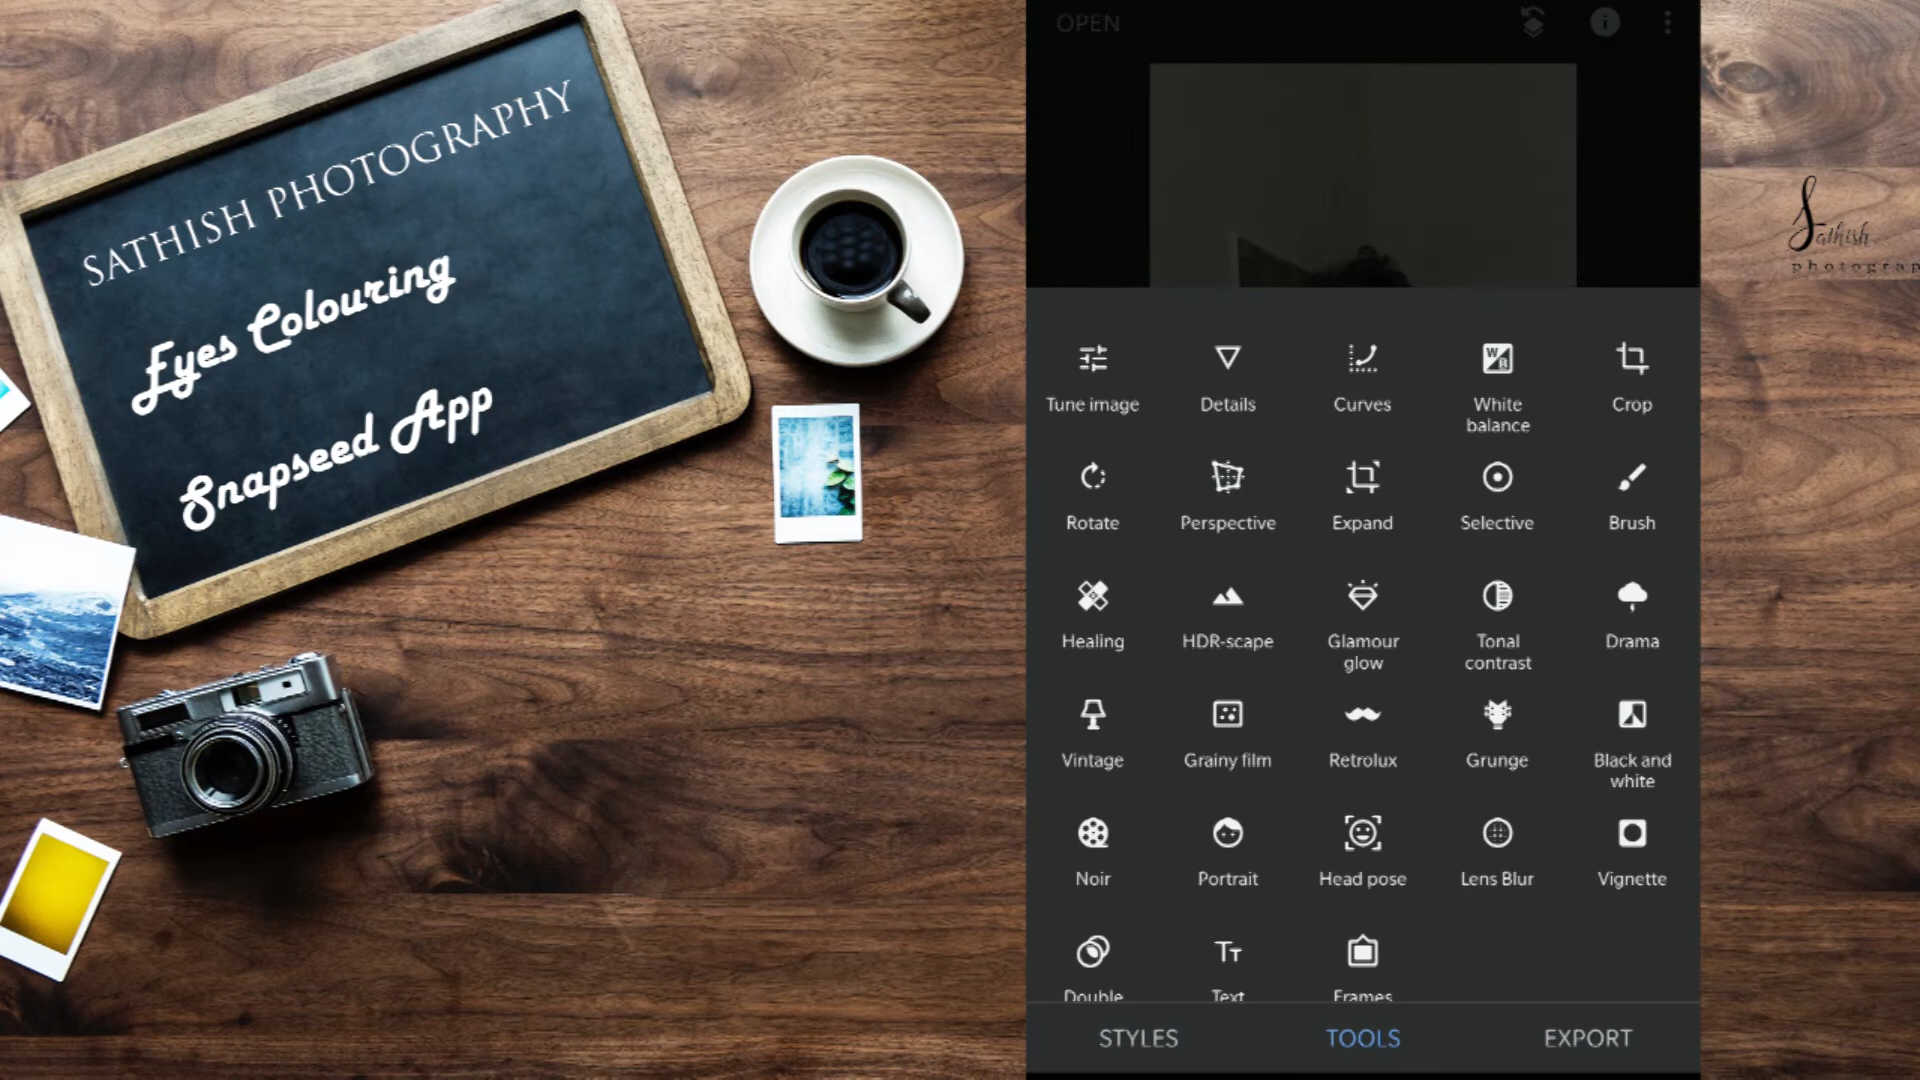 SATHISH PHOTOGRAPHY
Eyes Colouring
Snapseed App
OPEN
Tune image
Details
Curves
White
balance
Crop
Rotate
Perspective
Expand
Selective
Brush
Healing
HDR-scape
Glamour
glow
Tonal
contrast
Drama
Vintage
Grainy film
Retrolux
Grunge
Black and
white
Noir
Portrait
Head pose
Lens Blur
Vignette
Double
Text
Frames
STYLES
TOOLS
EXPORT
Sathish
photograp